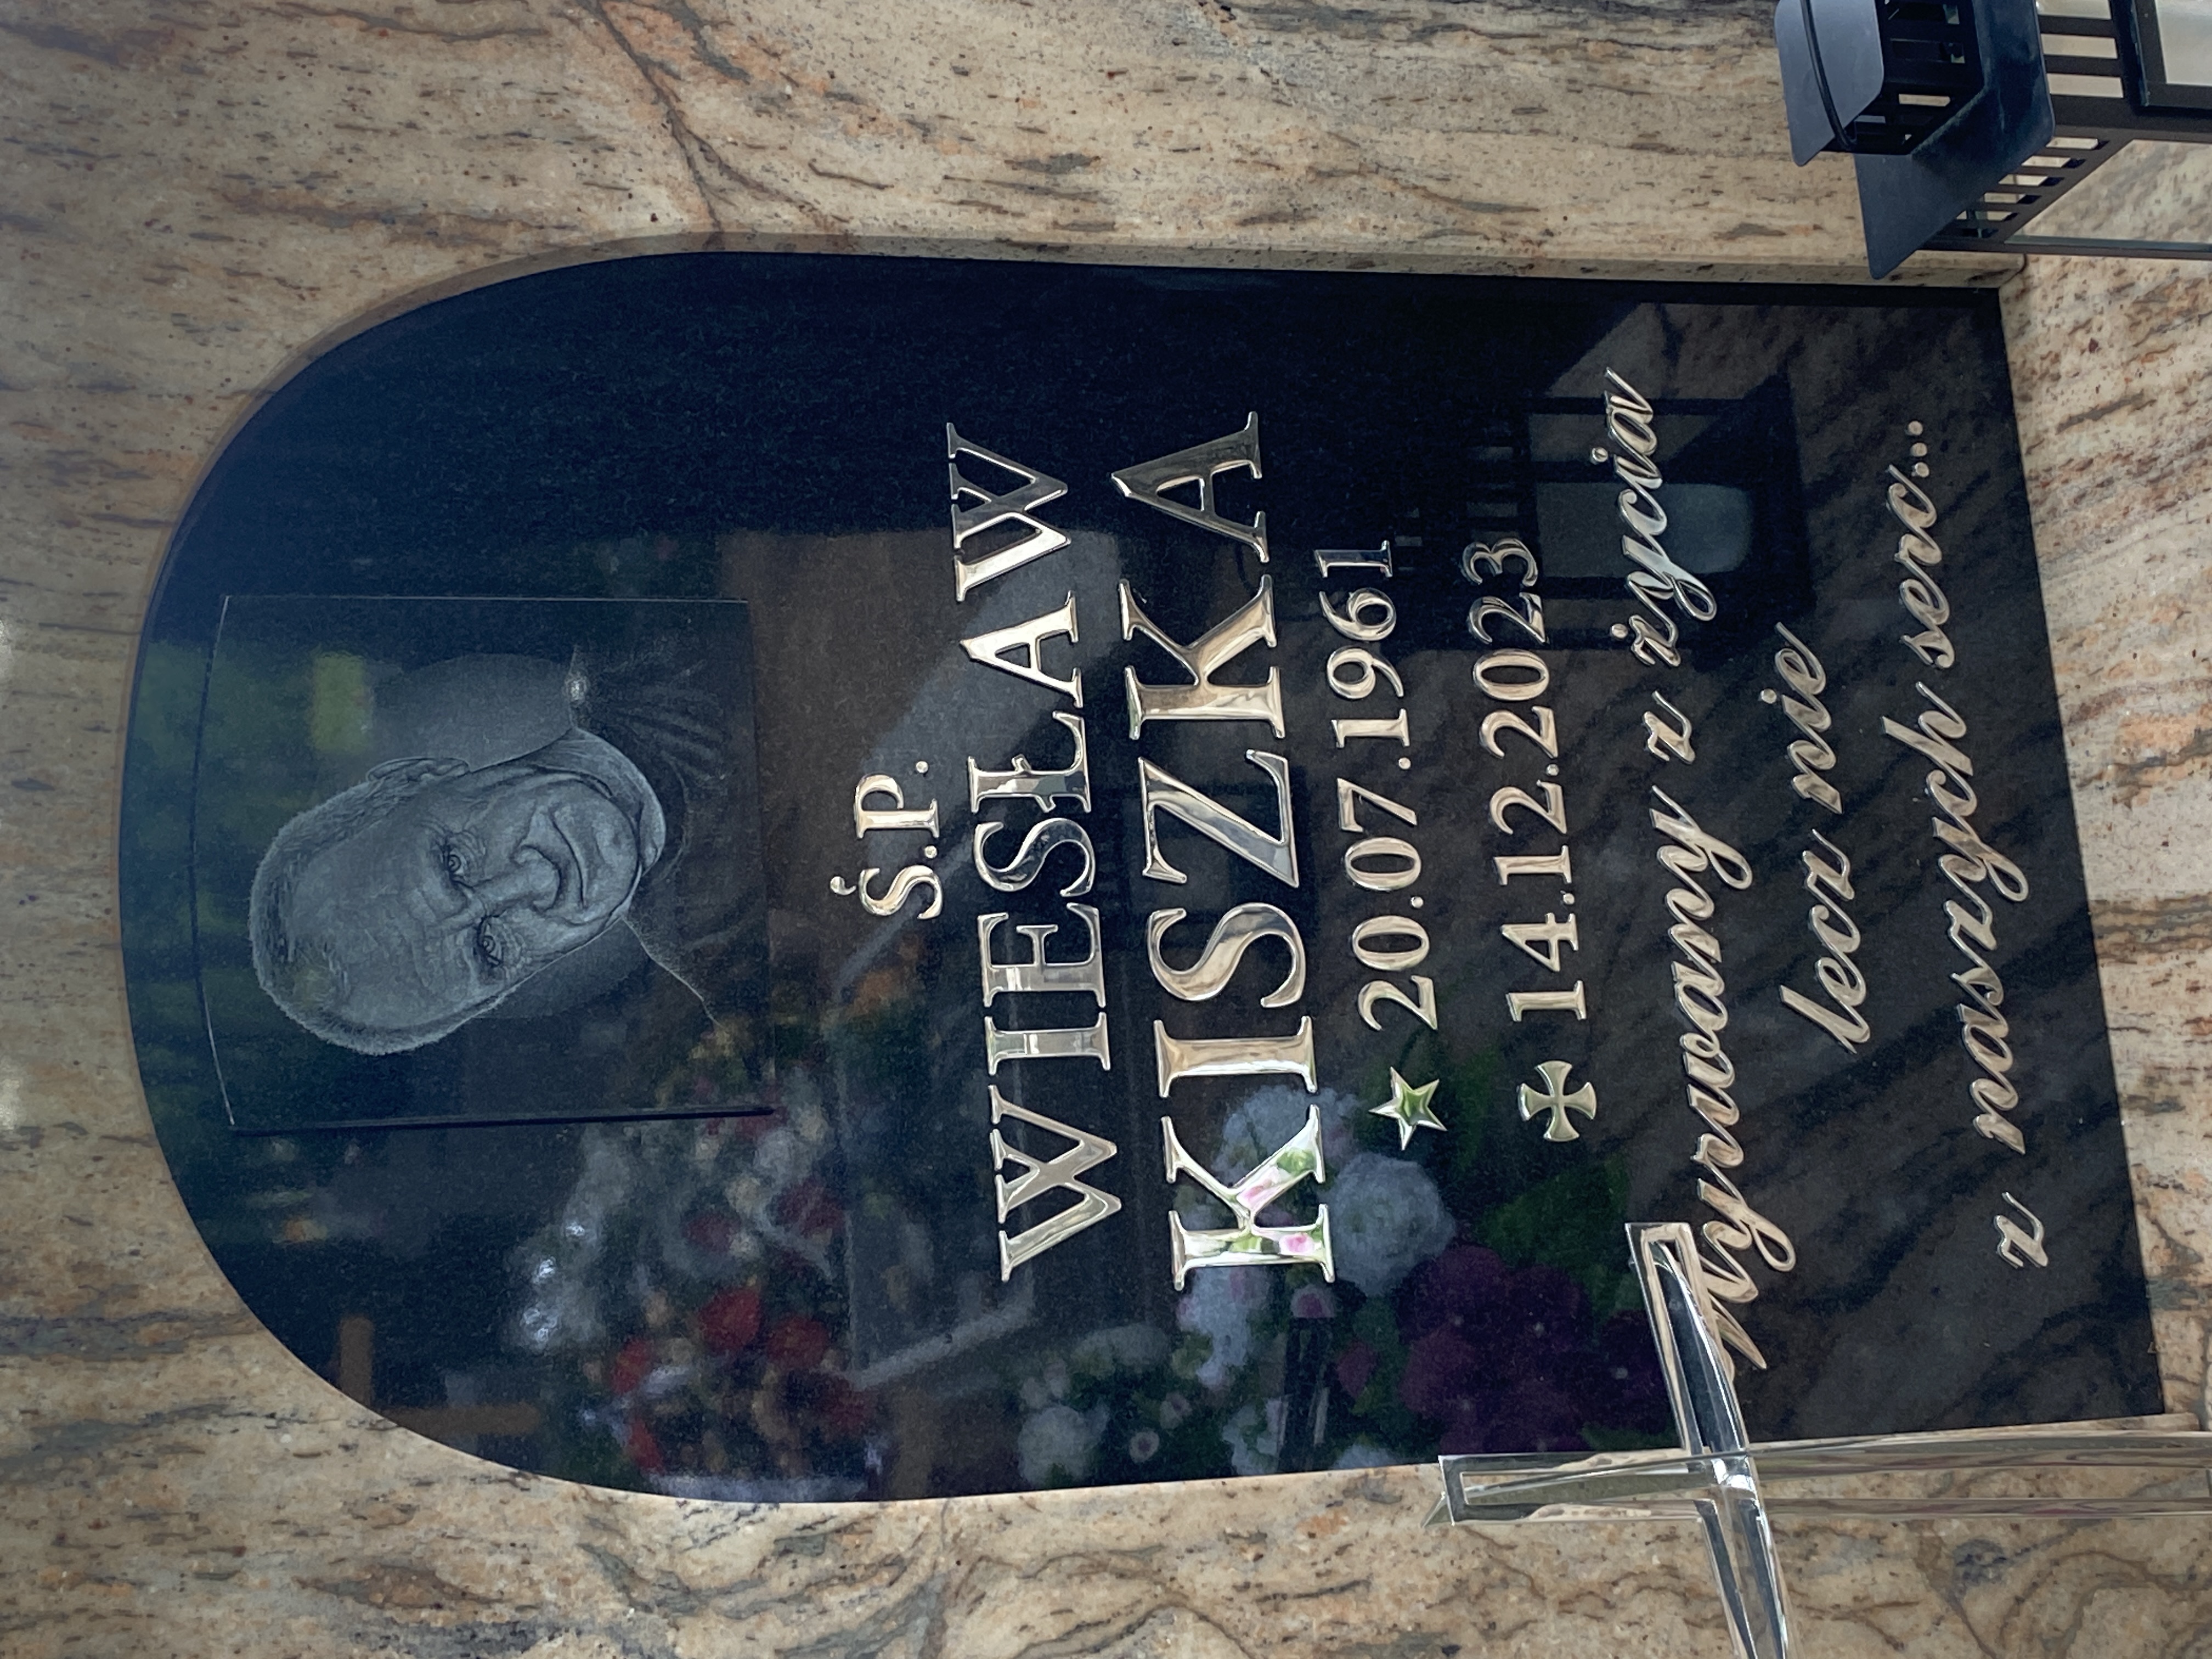 Ś.P.
WIESŁAW
KISZKA
20.07.1961
14.12.2023
Wyrwany z życia
lecz nie
z naszych serc...